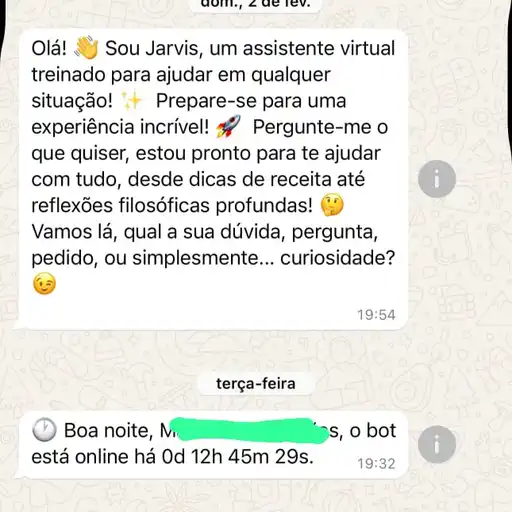 dom., 2 de fev.
Olá! 👋 Sou Jarvis, um assistente virtual
treinado para ajudar em qualquer
situação! ✨ Prepare-se para uma
experiência incrível! 🚀 Pergunte-me o
que quiser, estou pronto para te ajudar
com tudo, desde dicas de receita até
reflexões filosóficas profundas! 🤔
Vamos lá, qual a sua dúvida, pergunta,
pedido, ou simplesmente... curiosidade?
😉
19:54
terça-feira
🕐 Boa noite, , o bot
está online há 0d 12h 45m 29s.
19:32